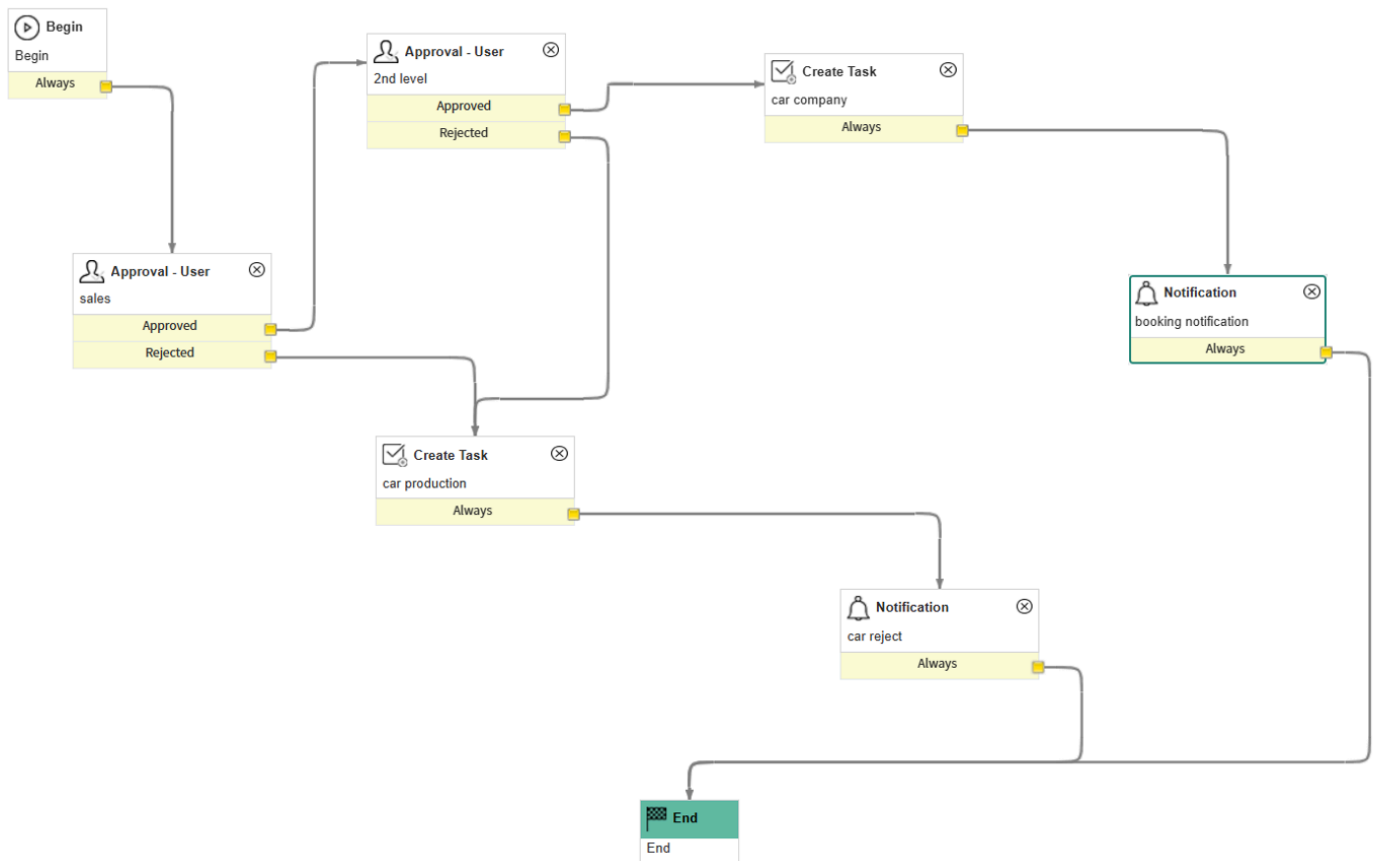 Begin
Begin
Always
Approval - User
2nd level
Approved
Rejected
Create Task
car company
Always
Approval - User
sales
Approved
Rejected
Notification
booking notification
Always
Create Task
car production
Always
Notification
car reject
Always
End
End